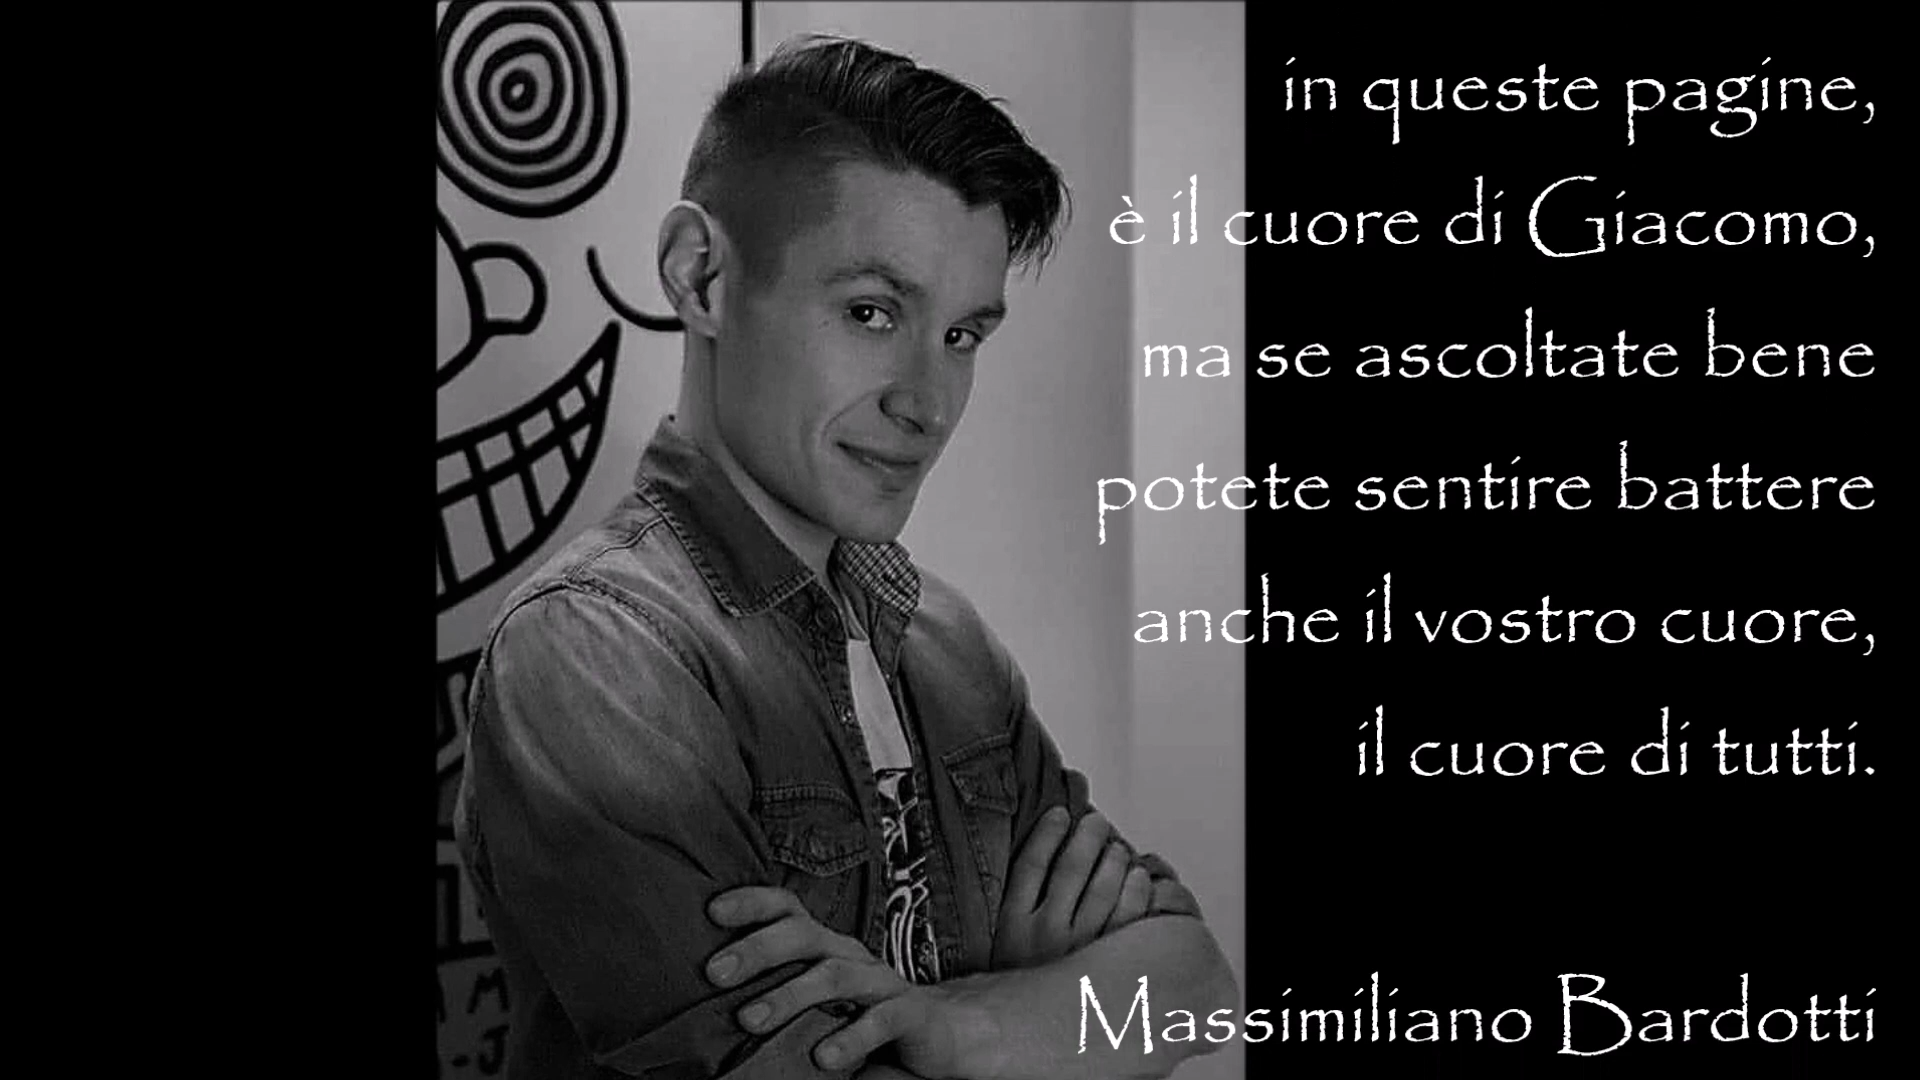 in queste pagine,
è il cuore di Giacomo,
ma se ascoltate bene
potete sentire battere
anche il vostro cuore,
il cuore di tutti.
Massimiliano Bardotti